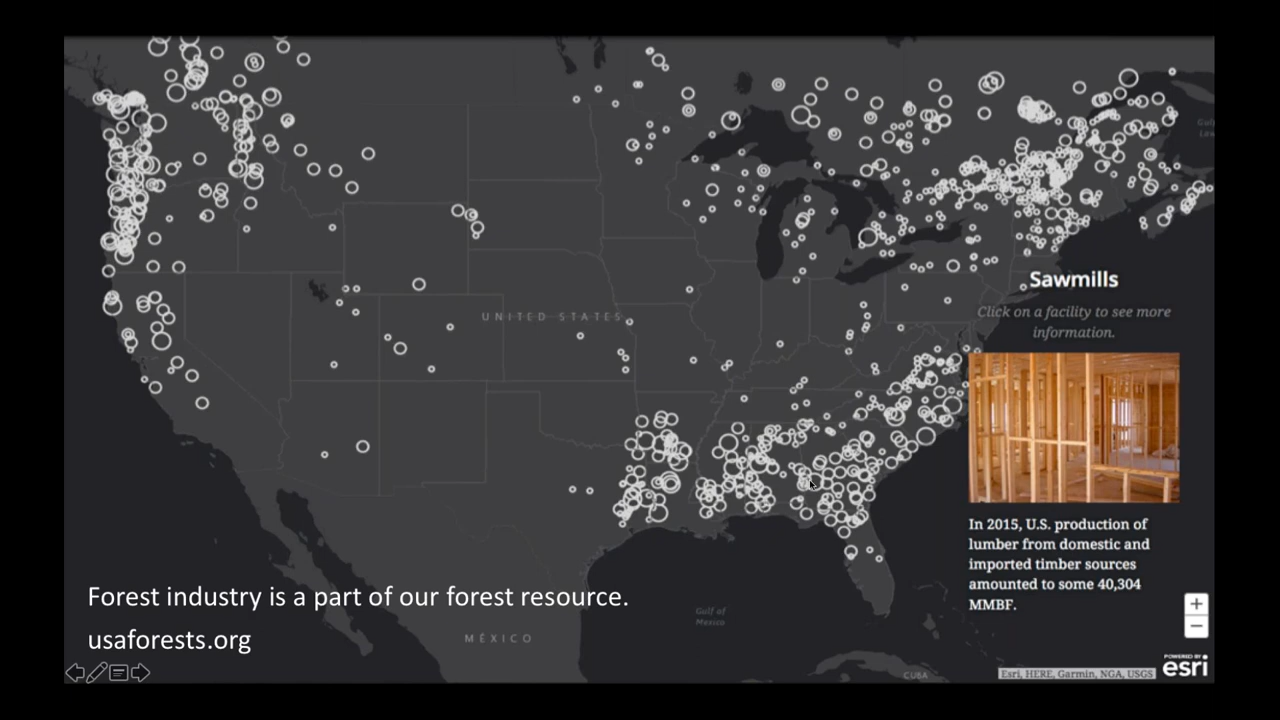 Gulf
Law
Sawmills
Click on a facility to see more
information.
UNITED STATES
In 2015, U.S. production of
lumber from domestic and
imported timber sources
amounted to some 40,304
MMBF.
Forest industry is a part of our forest resource.
usaforests.org
Gulf of
Mexico
MÉXICO
CUBA
+
−
Esri, HERE, Garmin, NGA, USGS
POWERED BY
esri